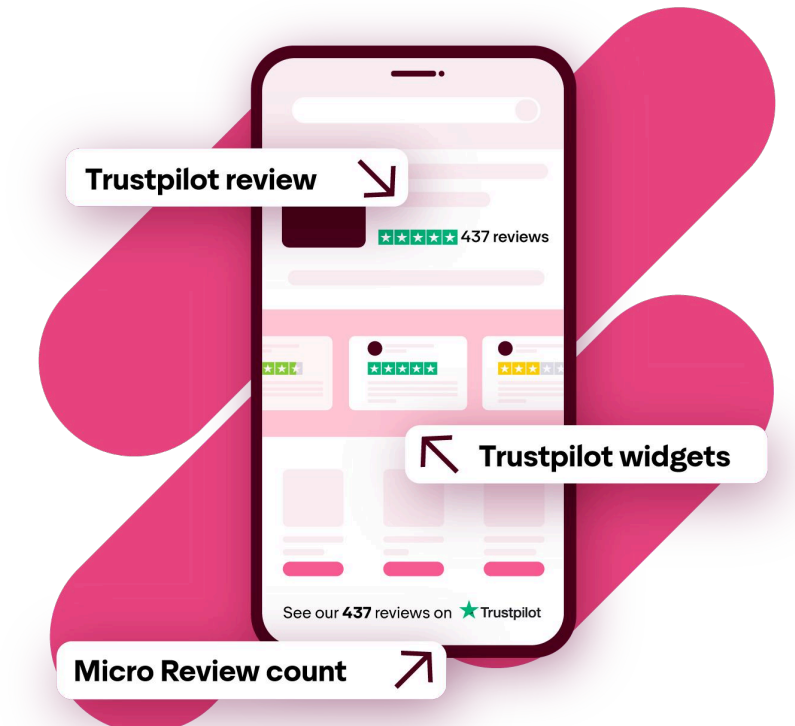 Trustpilot review
437 reviews
Trustpilot widgets
See our 437 reviews on Trustpilot
Micro Review count